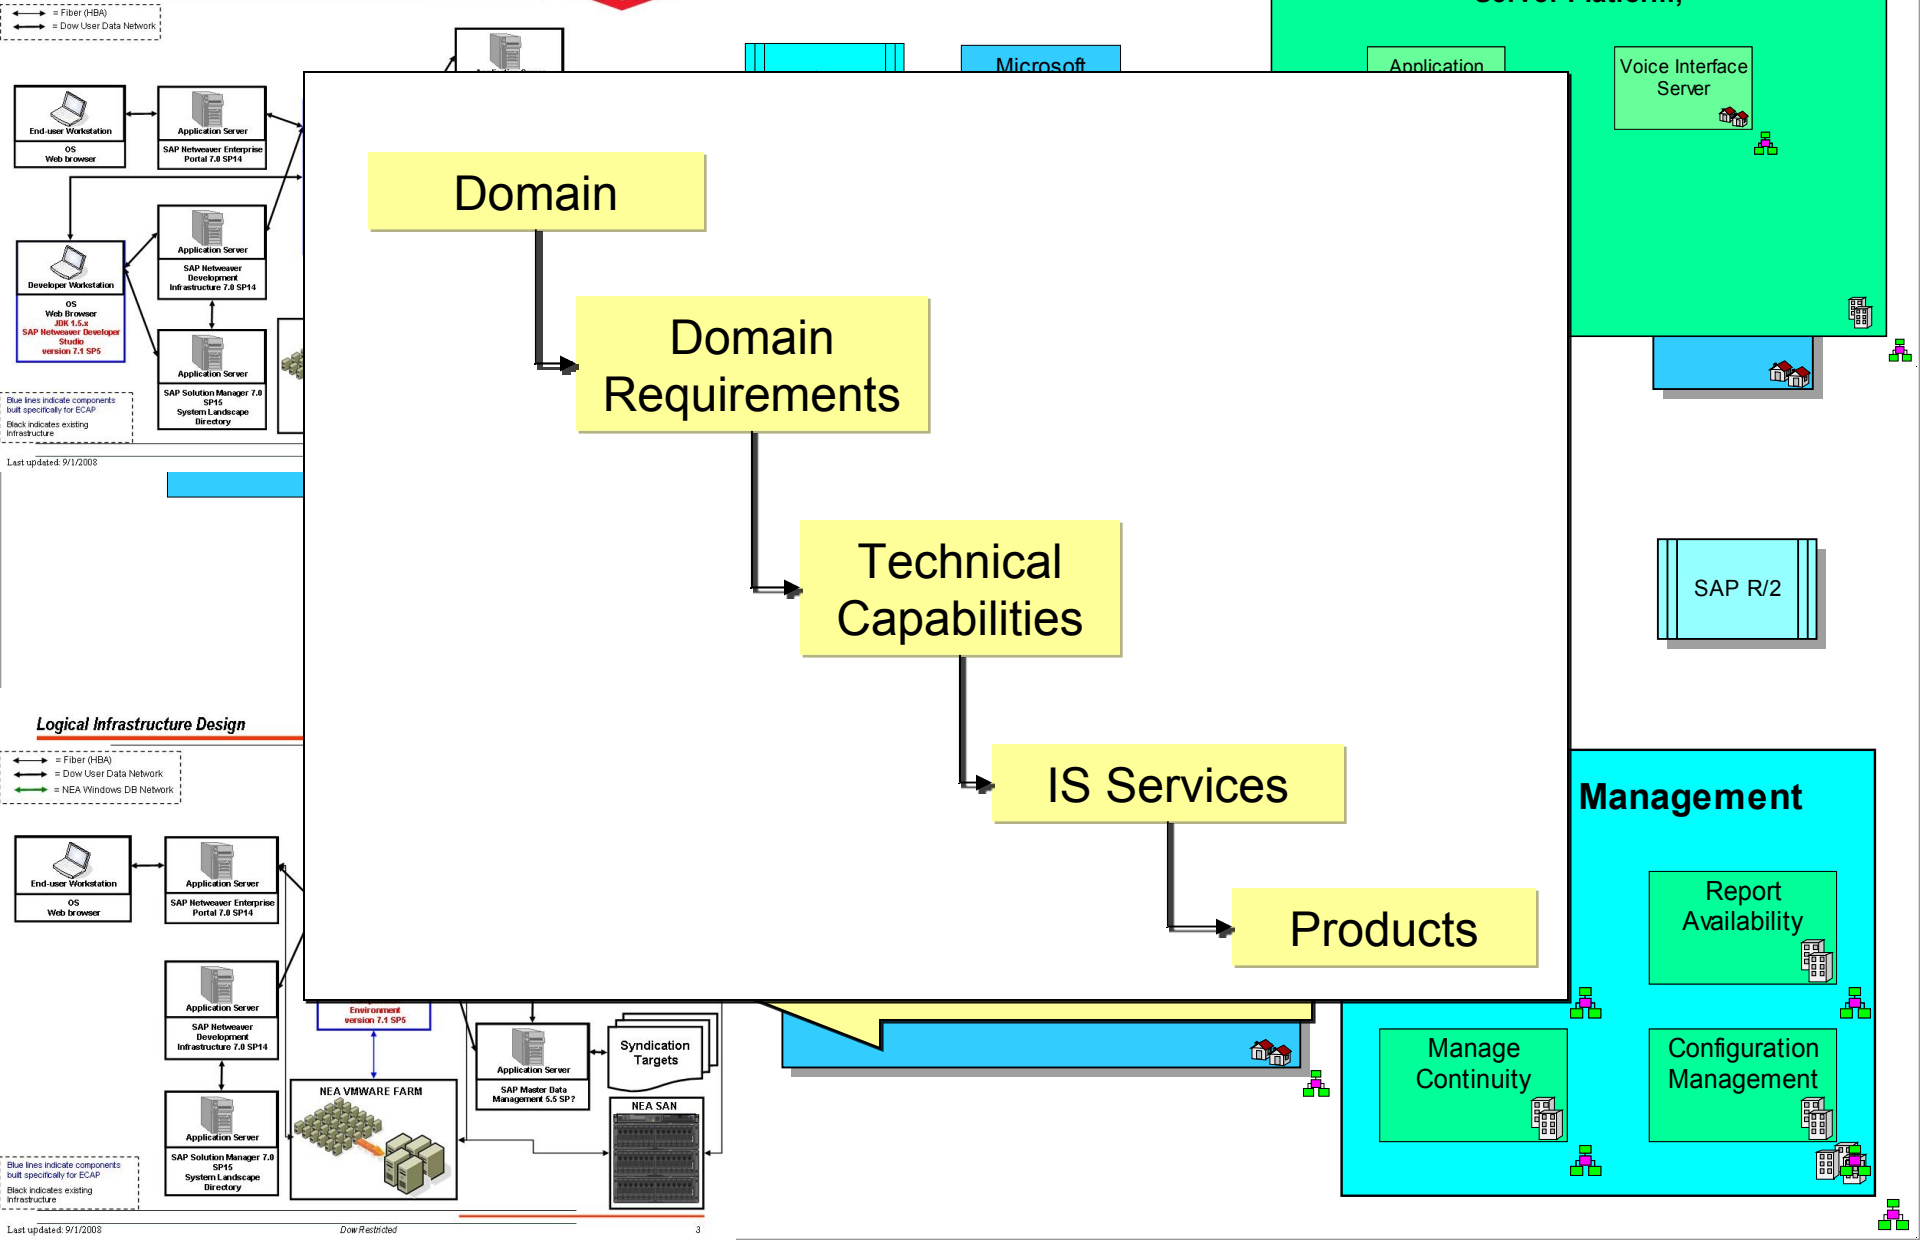 = Fiber (HBA)
= Dow User Data Network
End-user Workstation
OS
Web browser
Application Server
SAP Netweaver Enterprise
Portal 7.0 SP14
Application Server
SAP Netweaver
Development
Infrastructure 7.0 SP14
Developer Workstation
OS
Web Browser
JDK 1.5.x
SAP Netweaver Developer
Studio
version 7.1 SP5
Application Server
SAP Solution Manager 7.0
SP15
System Landscape
Directory
Blue lines indicate components
built specifically for ECAP
Black indicates existing
Infrastructure
Last updated: 9/1/2008
Microsoft
Server Platform,
Application
Voice Interface
Server
Domain
Domain
Requirements
Technical
Capabilities
IS Services
Products
SAP R/2
Logical Infrastructure Design
= Fiber (HBA)
= Dow User Data Network
= NEA Windows DB Network
End-user Workstation
OS
Web browser
Application Server
SAP Netweaver Enterprise
Portal 7.0 SP14
Application Server
SAP Netweaver
Development
Infrastructure 7.0 SP14
Application Server
SAP Solution Manager 7.0
SP15
System Landscape
Directory
Environment
version 7.1 SP5
NEA VMWARE FARM
Application Server
SAP Master Data
Management 5.5 SP?
Syndication
Targets
NEA SAN
Blue lines indicate components
built specifically for ECAP
Black indicates existing
Infrastructure
Last updated: 9/1/2008
Dow Restricted
3
Management
Report
Availability
Manage
Continuity
Configuration
Management